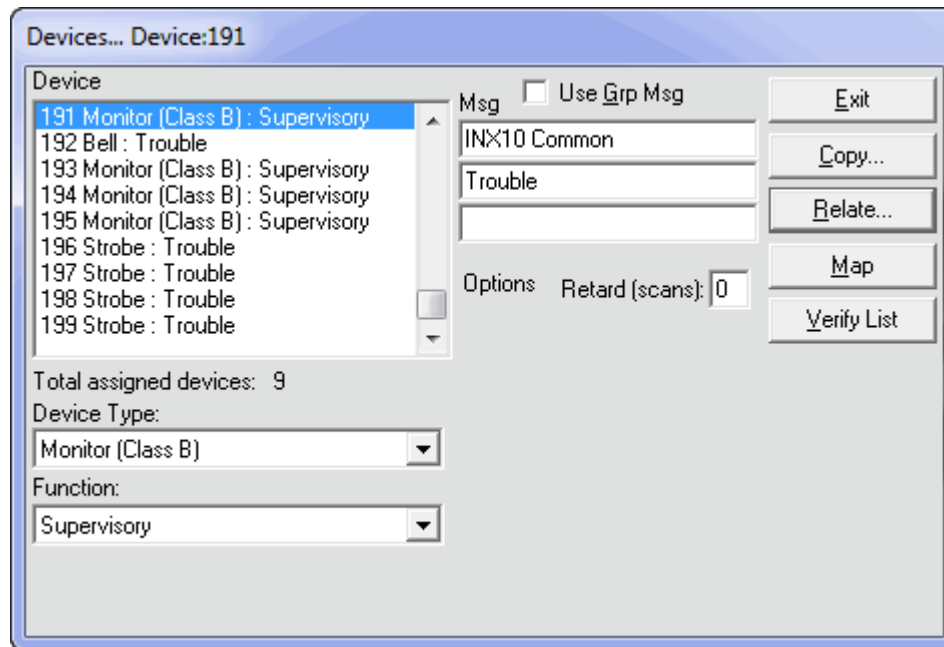 Devices... Device:191
Device
191 Monitor (Class B) : Supervisory
192 Bell : Trouble
193 Monitor (Class B) : Supervisory
194 Monitor (Class B) : Supervisory
195 Monitor (Class B) : Supervisory
196 Strobe : Trouble
197 Strobe : Trouble
198 Strobe : Trouble
199 Strobe : Trouble
Total assigned devices: 9
Device Type:
Monitor (Class B)
Function:
Supervisory
Msg Use Grp Msg
INX10 Common
Trouble
Options Retard (scans): 0
Exit
Copy...
Relate...
Map
Verify List